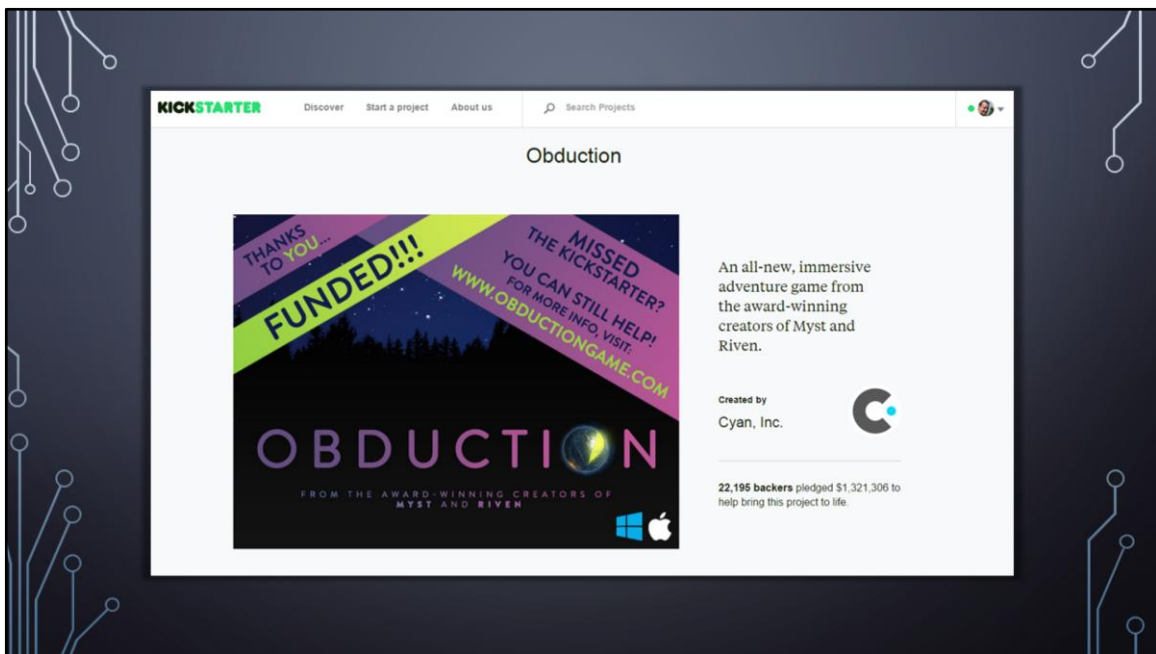 KICKSTARTER
Discover
Start a project
About us
Search Projects
Obduction
THANKS
TO YOU...
FUNDED!!!
MISSED
THE KICKSTARTER?
YOU CAN STILL HELP!
FOR MORE INFO, VISIT:
WWW.OBDUCTIONGAME.COM
OBDUCTION
FROM THE AWARD-WINNING CREATORS OF
MYST AND RIVEN
An all-new, immersive
adventure game from
the award-winning
creators of Myst and
Riven.
Created by
Cyan, Inc.
22,195 backers pledged $1,321,306 to
help bring this project to life.